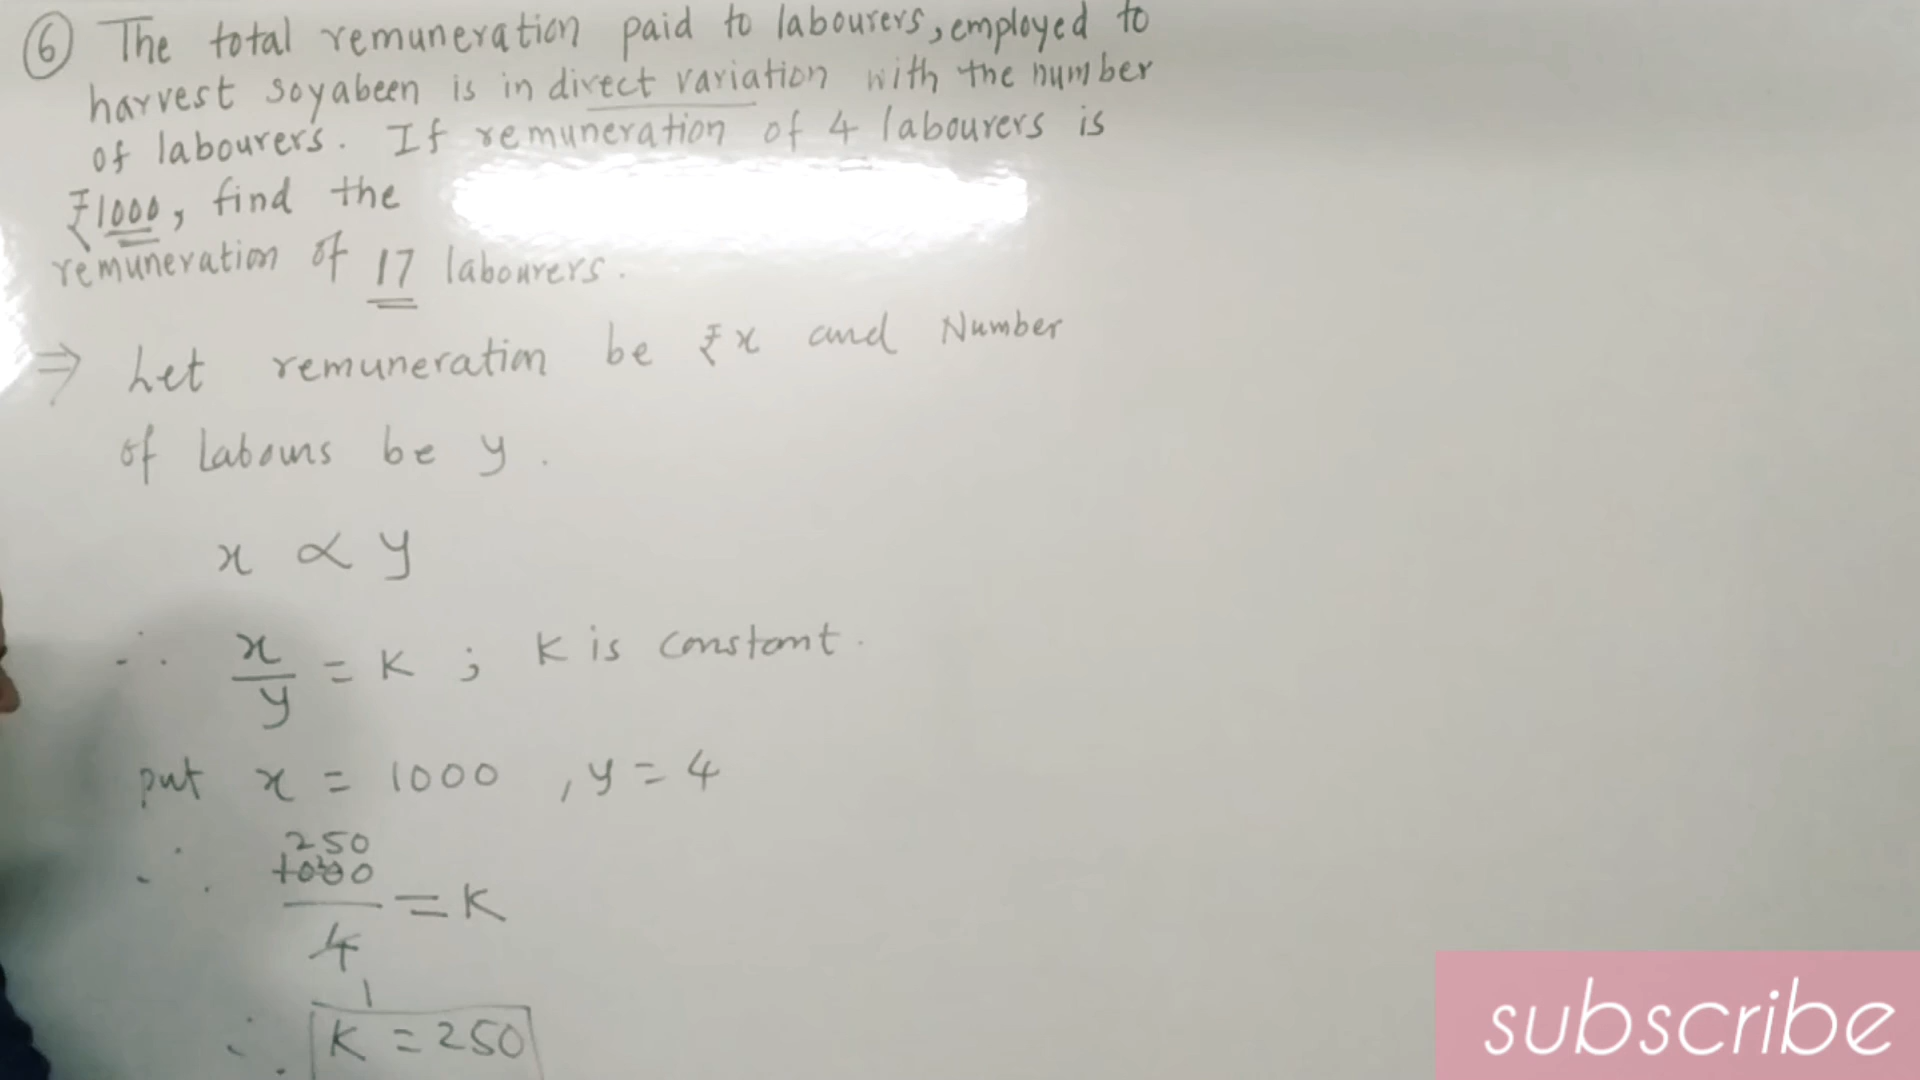 ⑥ The total remuneration paid to labourers, employed to
harvest soyabeen is in direct variation with the number
of labourers. If remuneration of 4 labourers is
₹1000, find the
remuneration of 17 labourers.
⇒ Let remuneration be ₹x and Number
of Labours be y.
x ∝ y
∴ x/y = K ; K is constant.
put x = 1000 , y = 4
250
∴ 1000/4 = K
1
∴ K = 250
subscribe